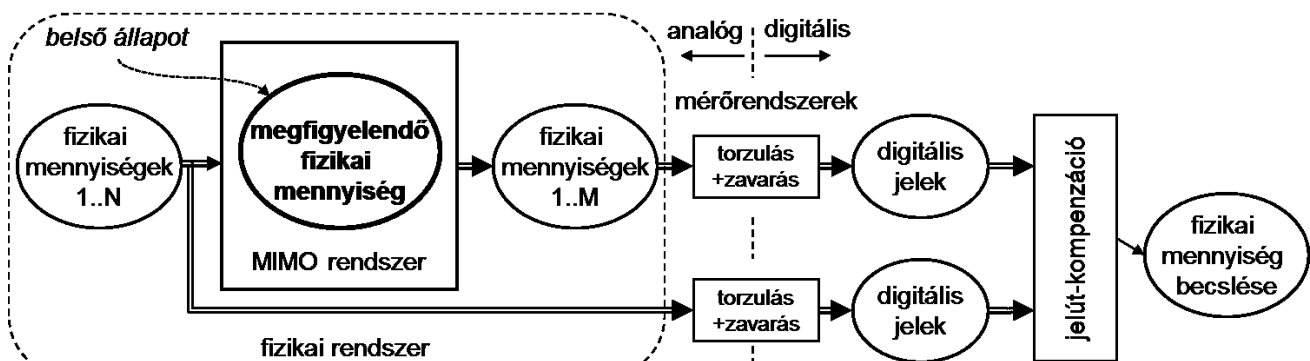 belső állapot
analóg
digitális
mérőrendszerek
fizikai
mennyiségek
1..N
megfigyelendő
fizikai
mennyiség
MIMO rendszer
fizikai
mennyiségek
1..M
torzulás
+zavarás
digitális
jelek
torzulás
+zavarás
digitális
jelek
jelút-kompenzáció
fizikai
mennyiség
becslése
fizikai rendszer